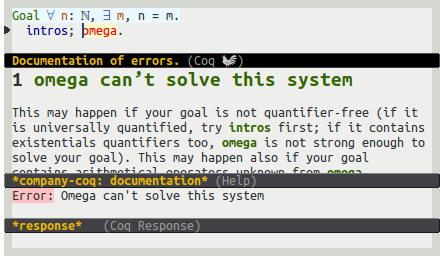 Goal ∀ n: ℕ, ∃ m, n = m.
intros; omega.
Documentation of errors. (Coq 🐓)
1 omega can’t solve this system
This may happen if your goal is not quantifier-free (if it
is universally quantified, try intros first; if it contains
existentials quantifiers too, omega is not strong enough to
solve your goal). This may happen also if your goal
contains arithmetical operators unknown from omega.
*company-coq: documentation* (Help)
Error: Omega can't solve this system
*response* (Coq Response)